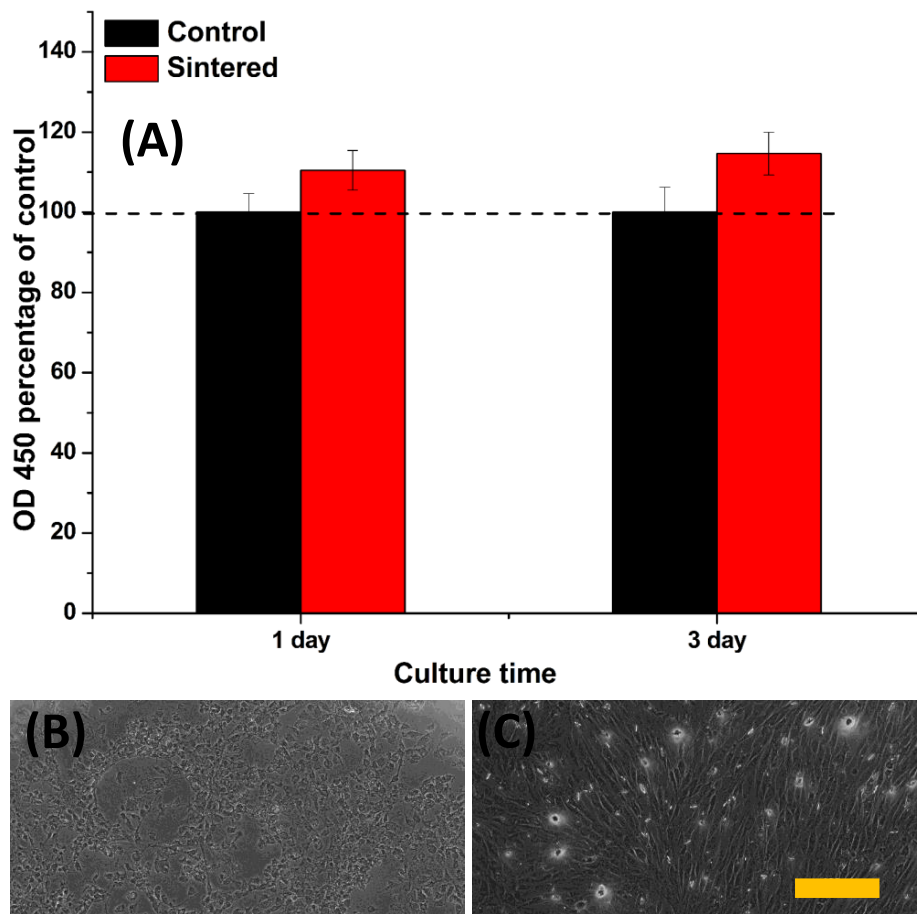 Control
Sintered
(A)
OD 450 percentage of control
140
120
100
80
60
40
20
0
1 day
3 day
Culture time
(B)
(C)